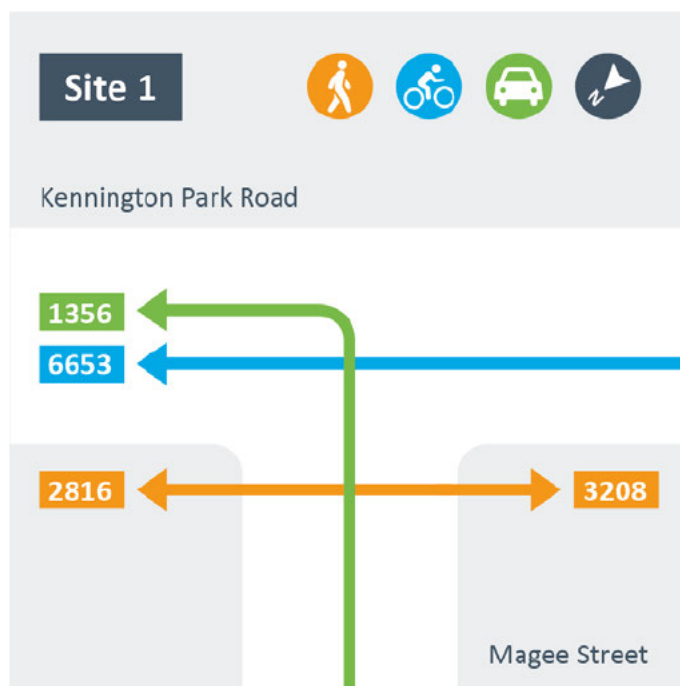 Site 1
N
Kennington Park Road
1356
6653
2816
3208
Magee Street